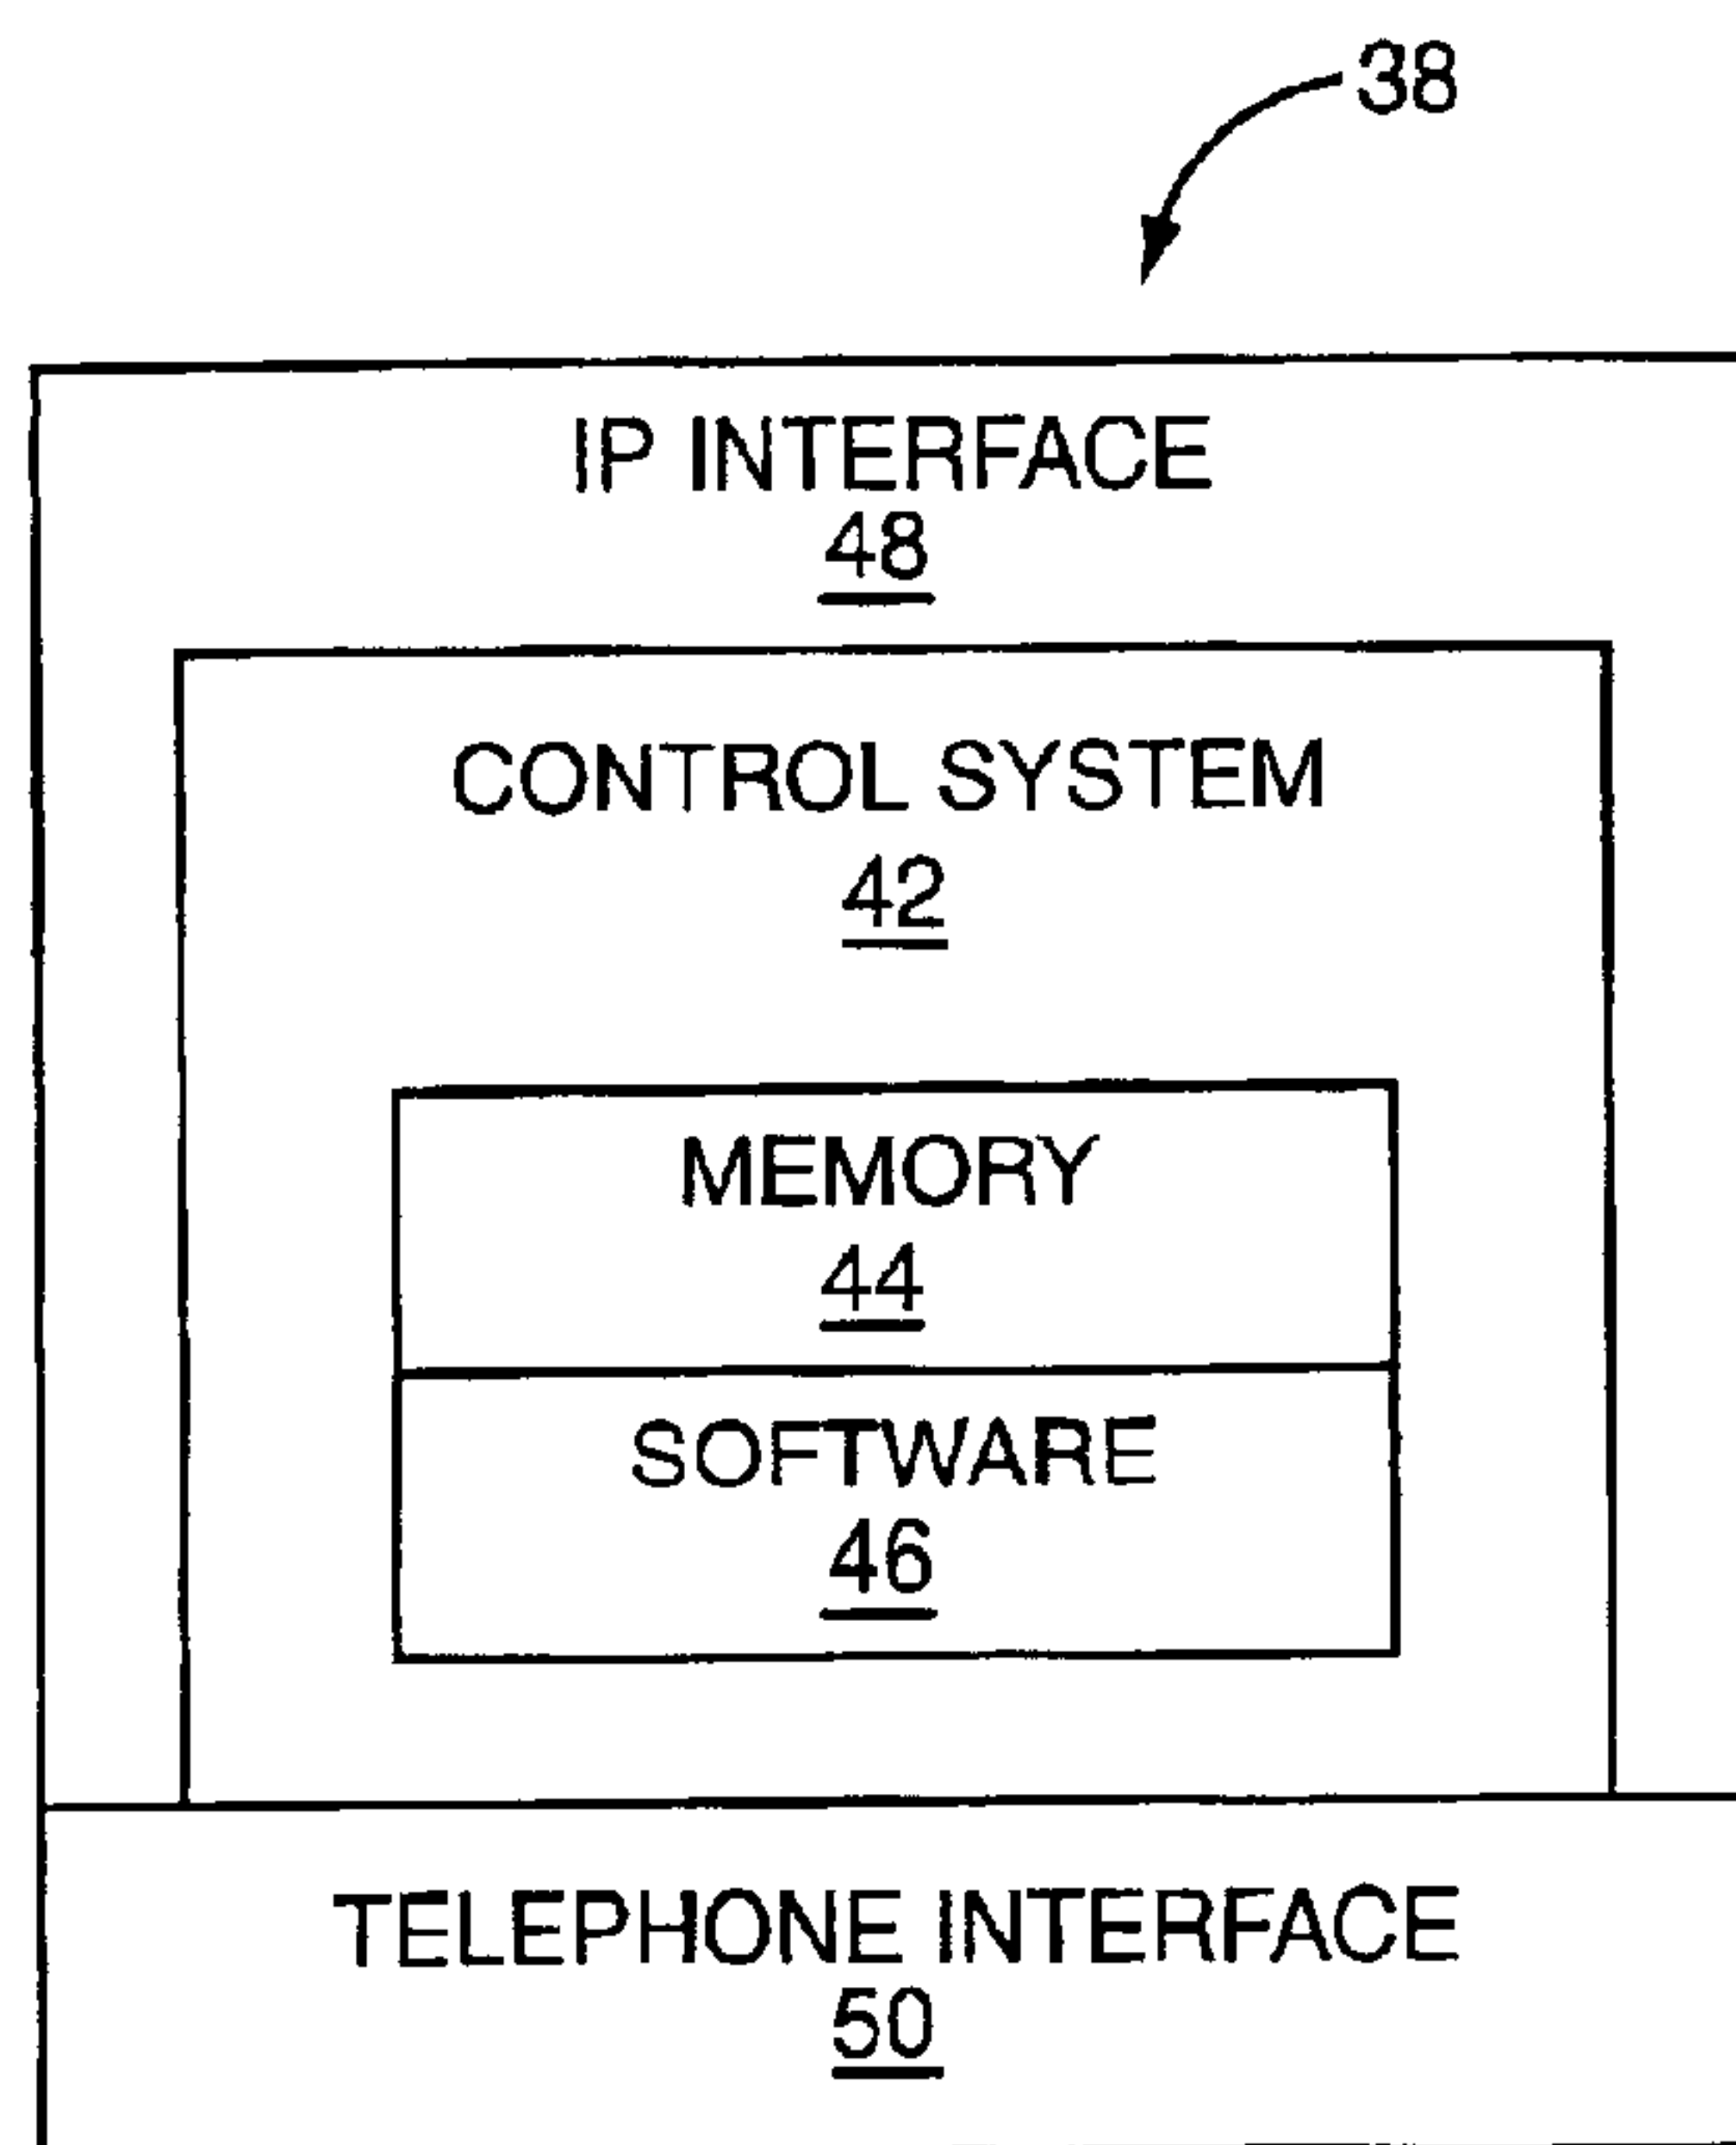 38
IP INTERFACE
48
CONTROL SYSTEM
42
MEMORY
44
SOFTWARE
46
TELEPHONE INTERFACE
50